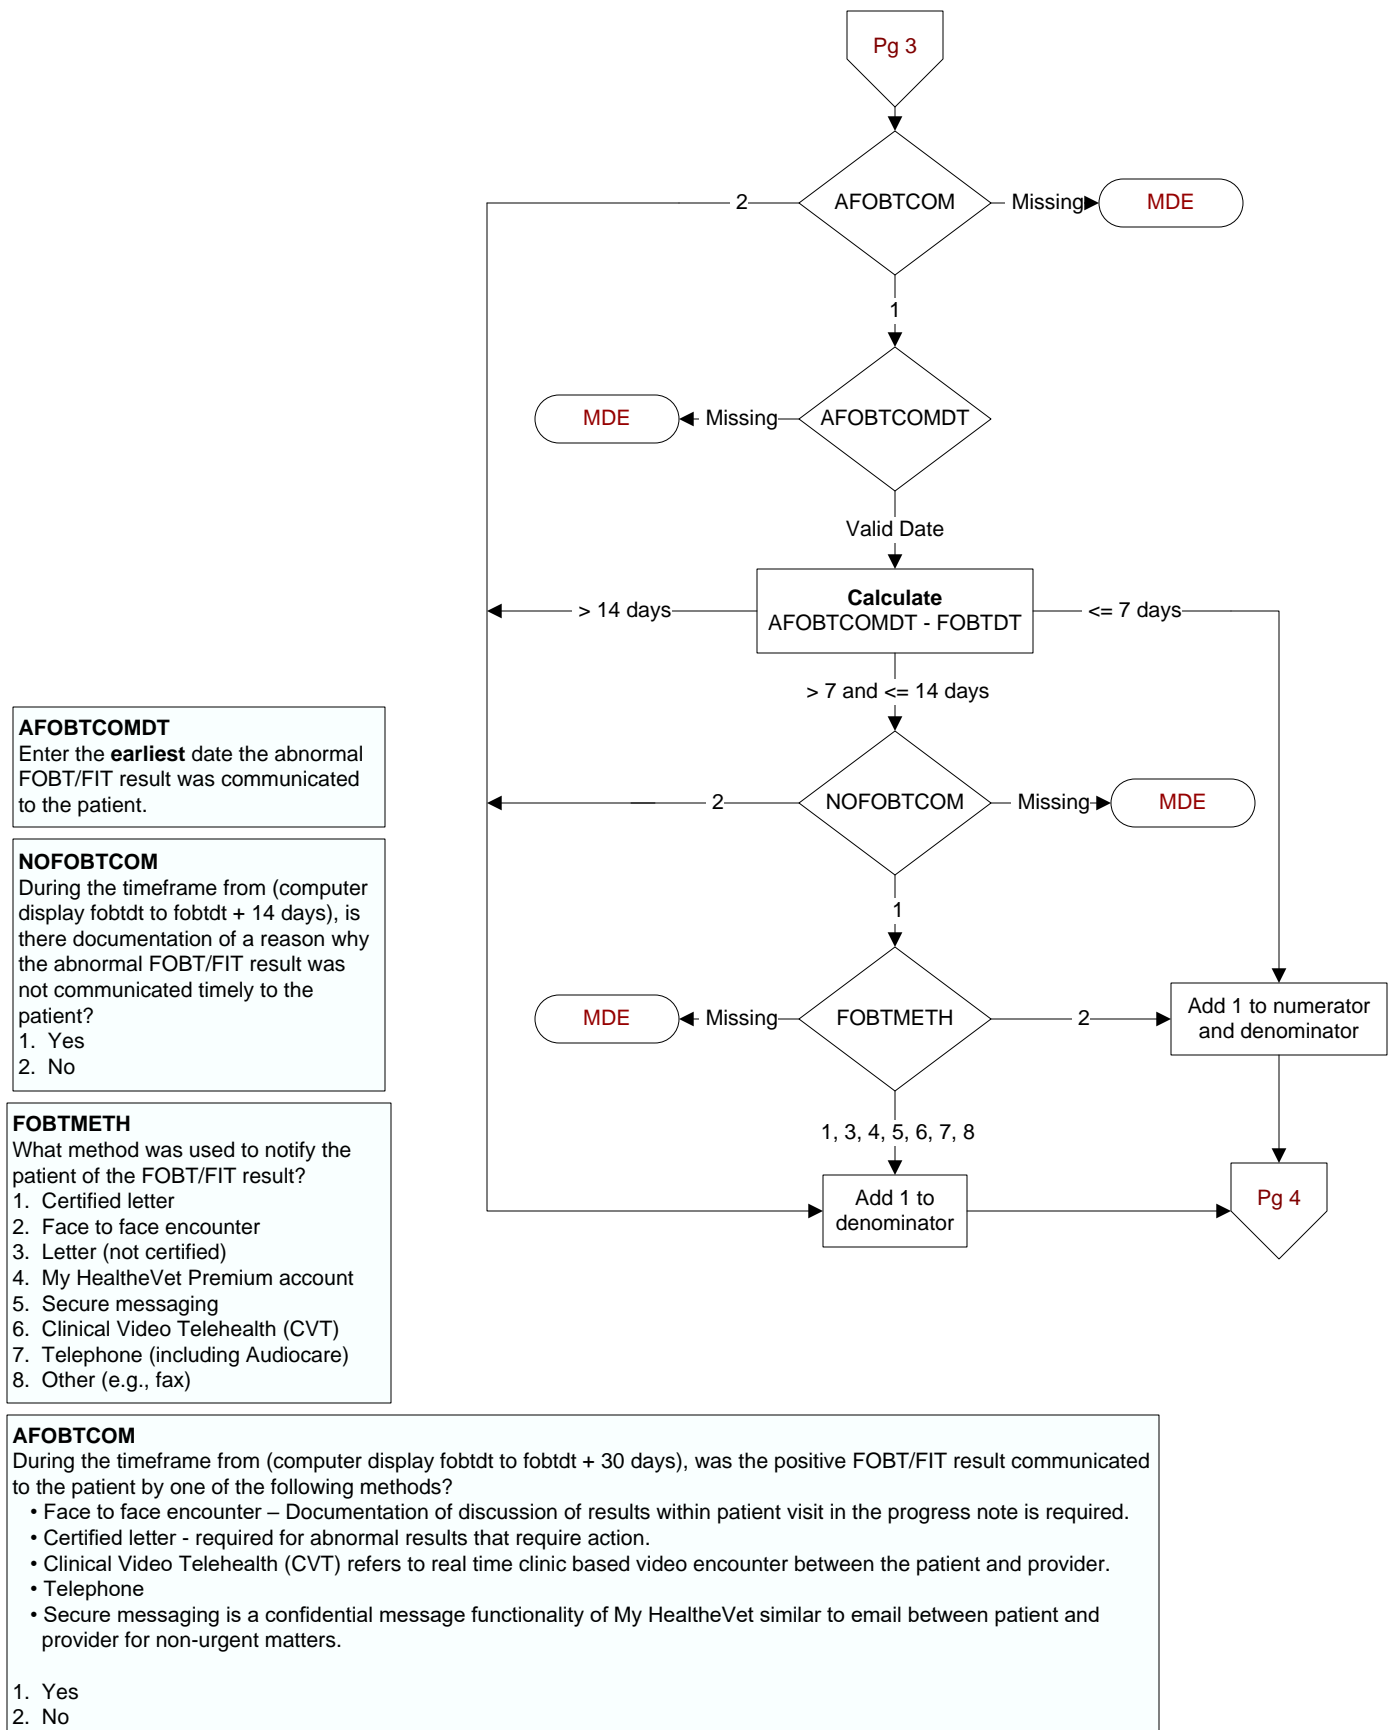 Pg 3
2
AFOBTCOM
Missing
MDE
1
MDE
Missing
AFOBTCOMDT
Valid Date
> 14 days
Calculate
AFOBTCOMDT - FOBTDT
<= 7 days
> 7 and <= 14 days
2
NOFOBTCOM
Missing
MDE
1
MDE
Missing
FOBTMETH
2
Add 1 to numerator
and denominator
1, 3, 4, 5, 6, 7, 8
Add 1 to
denominator
Pg 4
AFOBTCOMDT
Enter the earliest date the abnormal
FOBT/FIT result was communicated
to the patient.
NOFOBTCOM
During the timeframe from (computer
display fobtdt to fobtdt + 14 days), is
there documentation of a reason why
the abnormal FOBT/FIT result was
not communicated timely to the
patient?
1. Yes
2. No
FOBTMETH
What method was used to notify the
patient of the FOBT/FIT result?
1. Certified letter
2. Face to face encounter
3. Letter (not certified)
4. My HealtheVet Premium account
5. Secure messaging
6. Clinical Video Telehealth (CVT)
7. Telephone (including Audiocare)
8. Other (e.g., fax)
AFOBTCOM
During the timeframe from (computer display fobtdt to fobtdt + 30 days), was the positive FOBT/FIT result communicated
to the patient by one of the following methods?
• Face to face encounter – Documentation of discussion of results within patient visit in the progress note is required.
• Certified letter - required for abnormal results that require action.
• Clinical Video Telehealth (CVT) refers to real time clinic based video encounter between the patient and provider.
• Telephone
• Secure messaging is a confidential message functionality of My HealtheVet similar to email between patient and
provider for non-urgent matters.
1. Yes
2. No